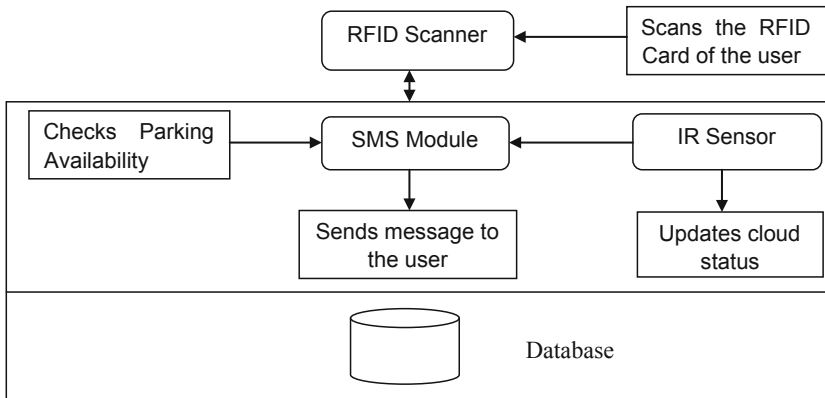 RFID Scanner
Scans the RFID
Card of the user
Checks Parking
Availability
SMS Module
IR Sensor
Sends message to
the user
Updates cloud
status
Database